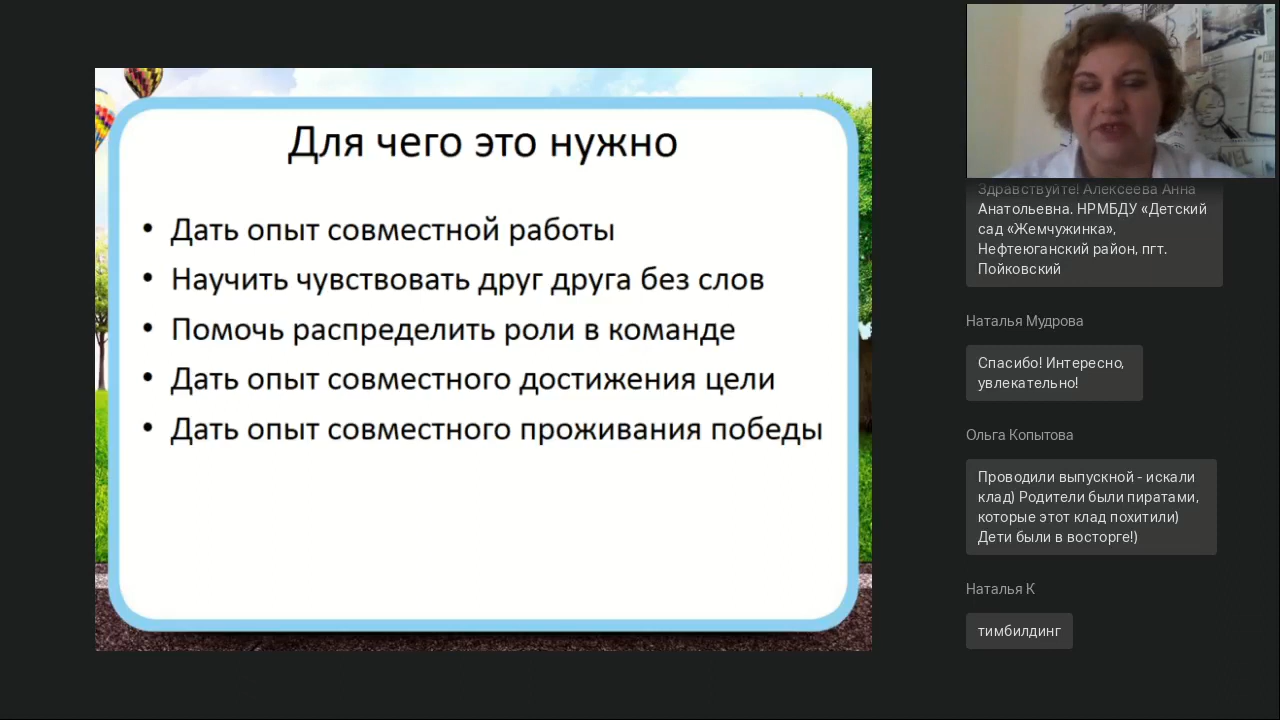 Для чего это нужно
• Дать опыт совместной работы
• Научить чувствовать друг друга без слов
• Помочь распределить роли в команде
• Дать опыт совместного достижения цели
• Дать опыт совместного проживания победы
Здравствуйте! Алексеева Анна
Анатольевна. НРМБДУ «Детский
сад «Жемчужинка»,
Нефтеюганский район, пгт.
Пойковский
Наталья Мудрова
Спасибо! Интересно,
увлекательно!
Ольга Копытова
Проводили выпускной - искали
клад) Родители были пиратами,
которые этот клад похитили)
Дети были в восторге!)
Наталья К
тимбилдинг